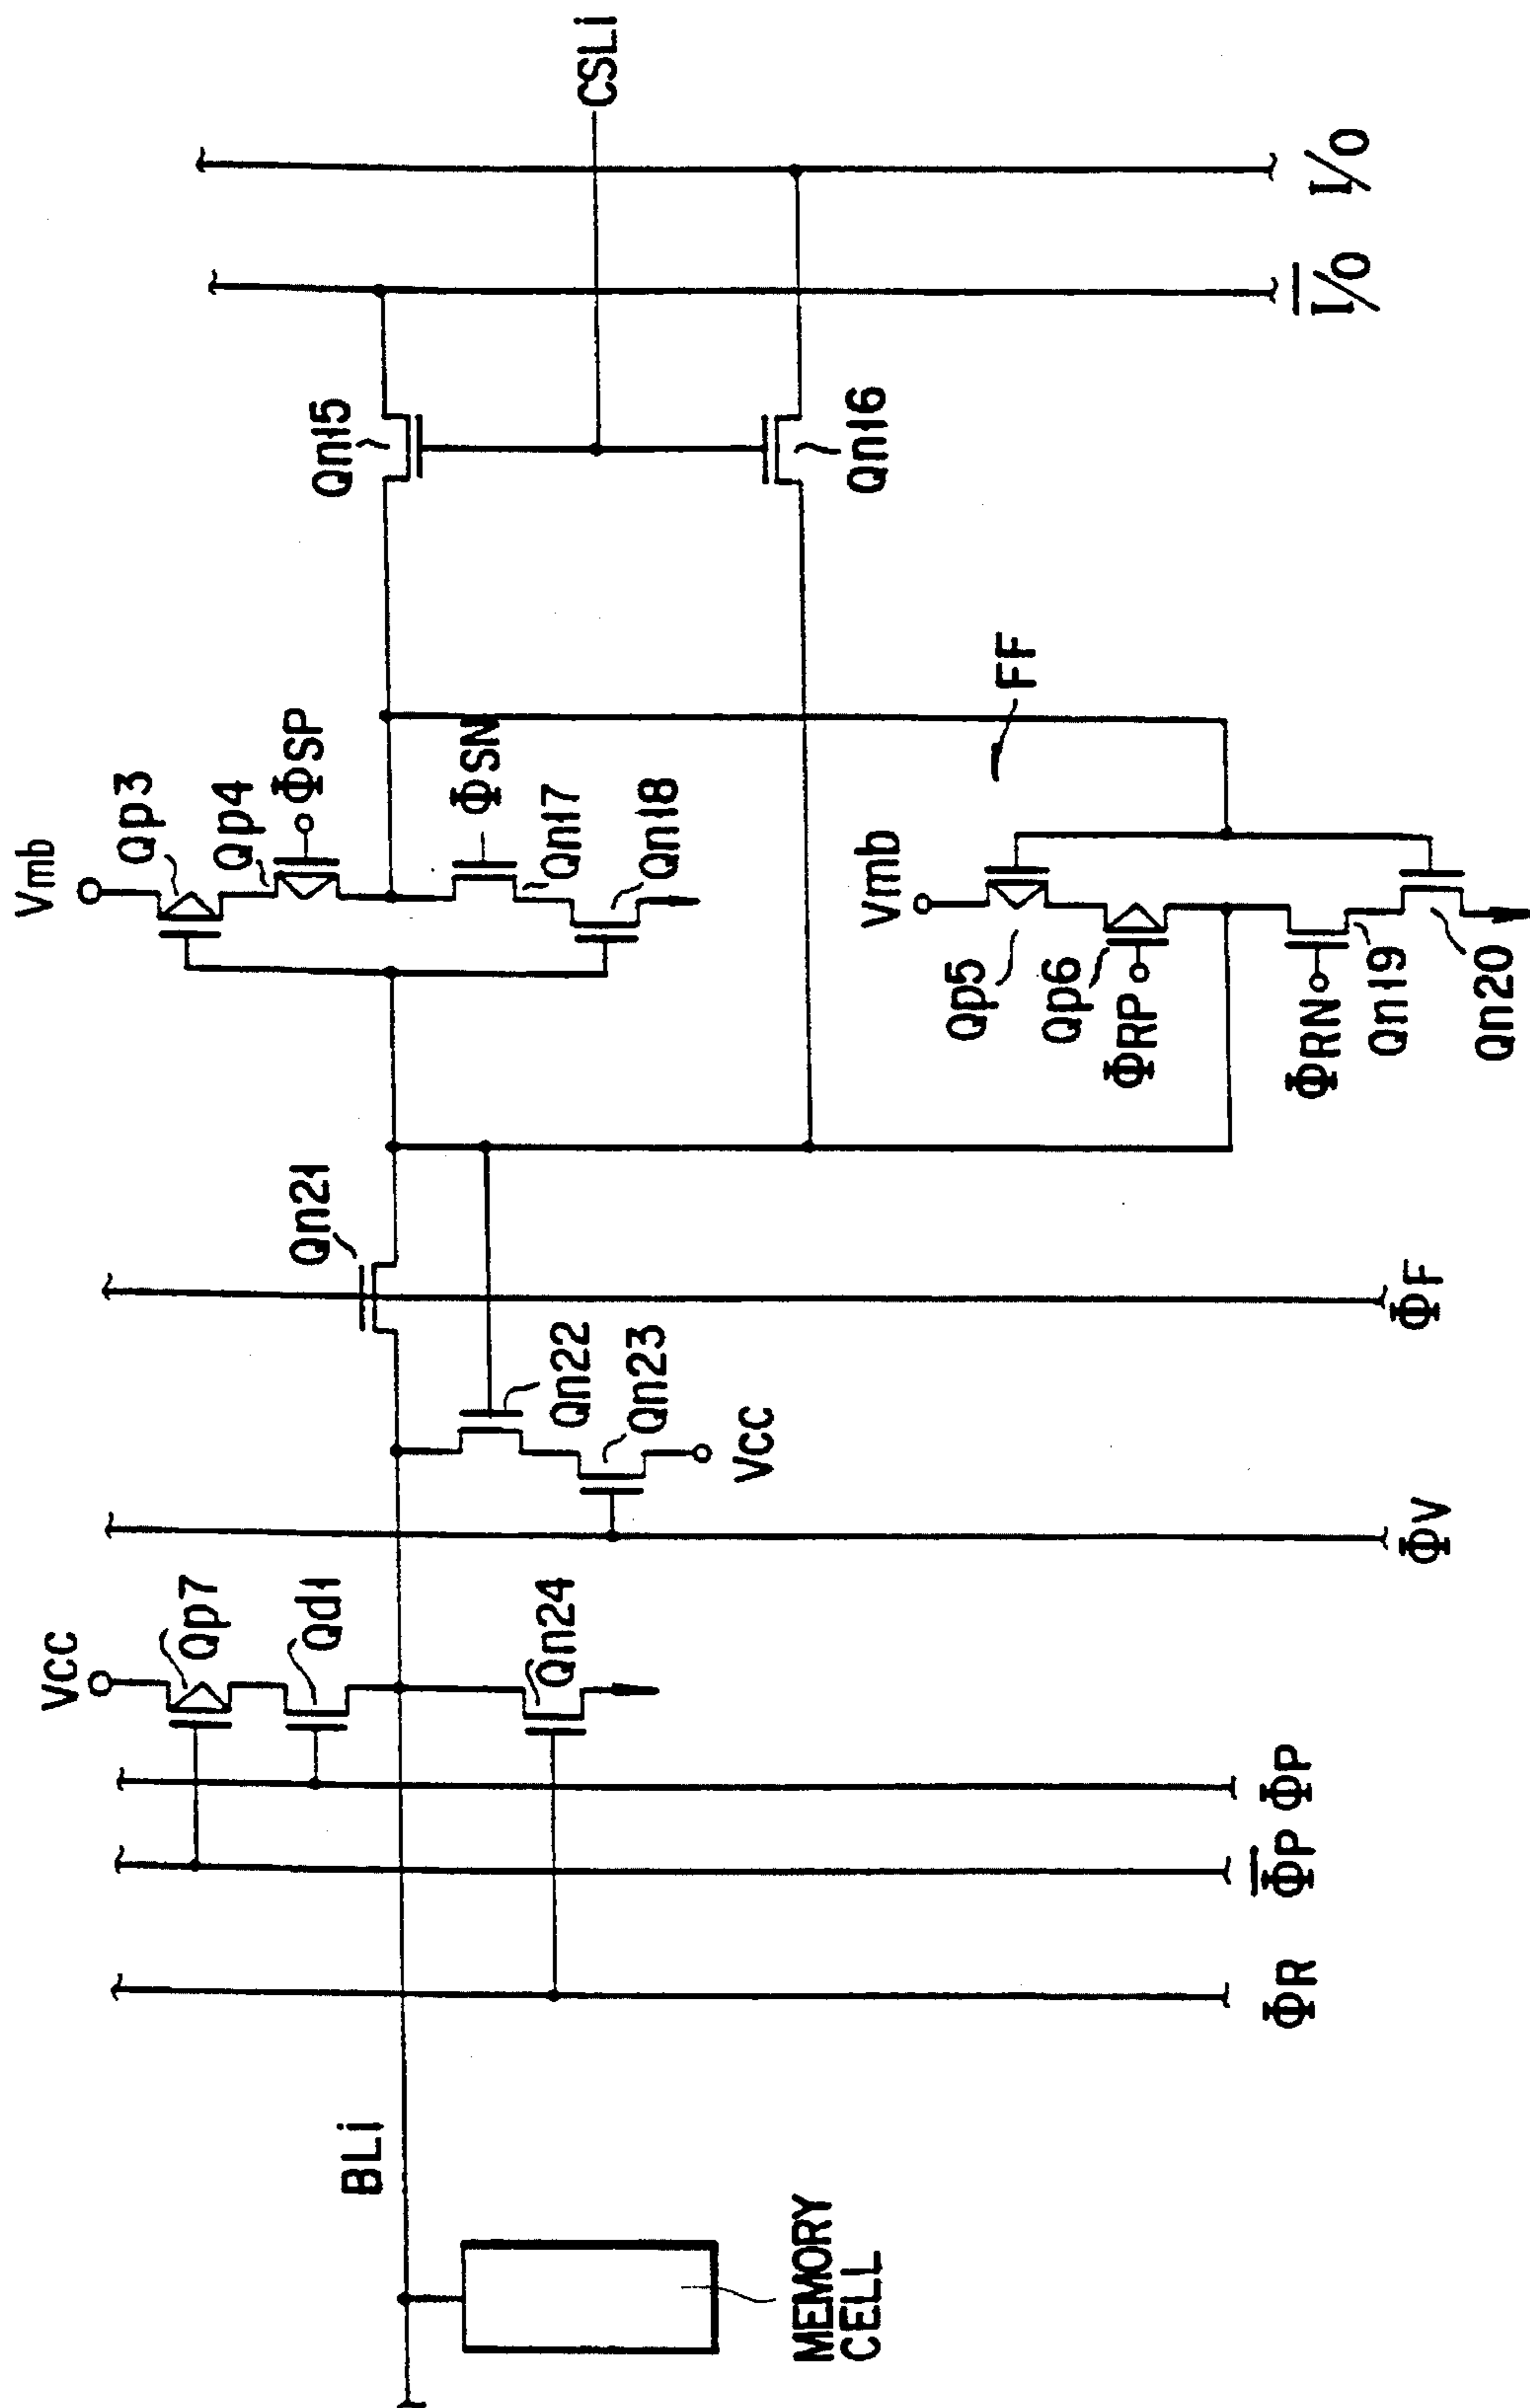 Vmb
Qp3
Qp4
ΦSP
ΦSN
Qn17
Qn18
Qn15
CSLi
Qn16
I/O
I/O
FF
Vmb
Qp5
Qp6
ΦRP
ΦRN
Qn19
Qn20
Qn21
ΦF
Qn22
Qn23
VCC
ΦV
VCC
Qp7
Qd1
Qn24
ΦP
ΦP
ΦR
BLi
MEMORY
CELL